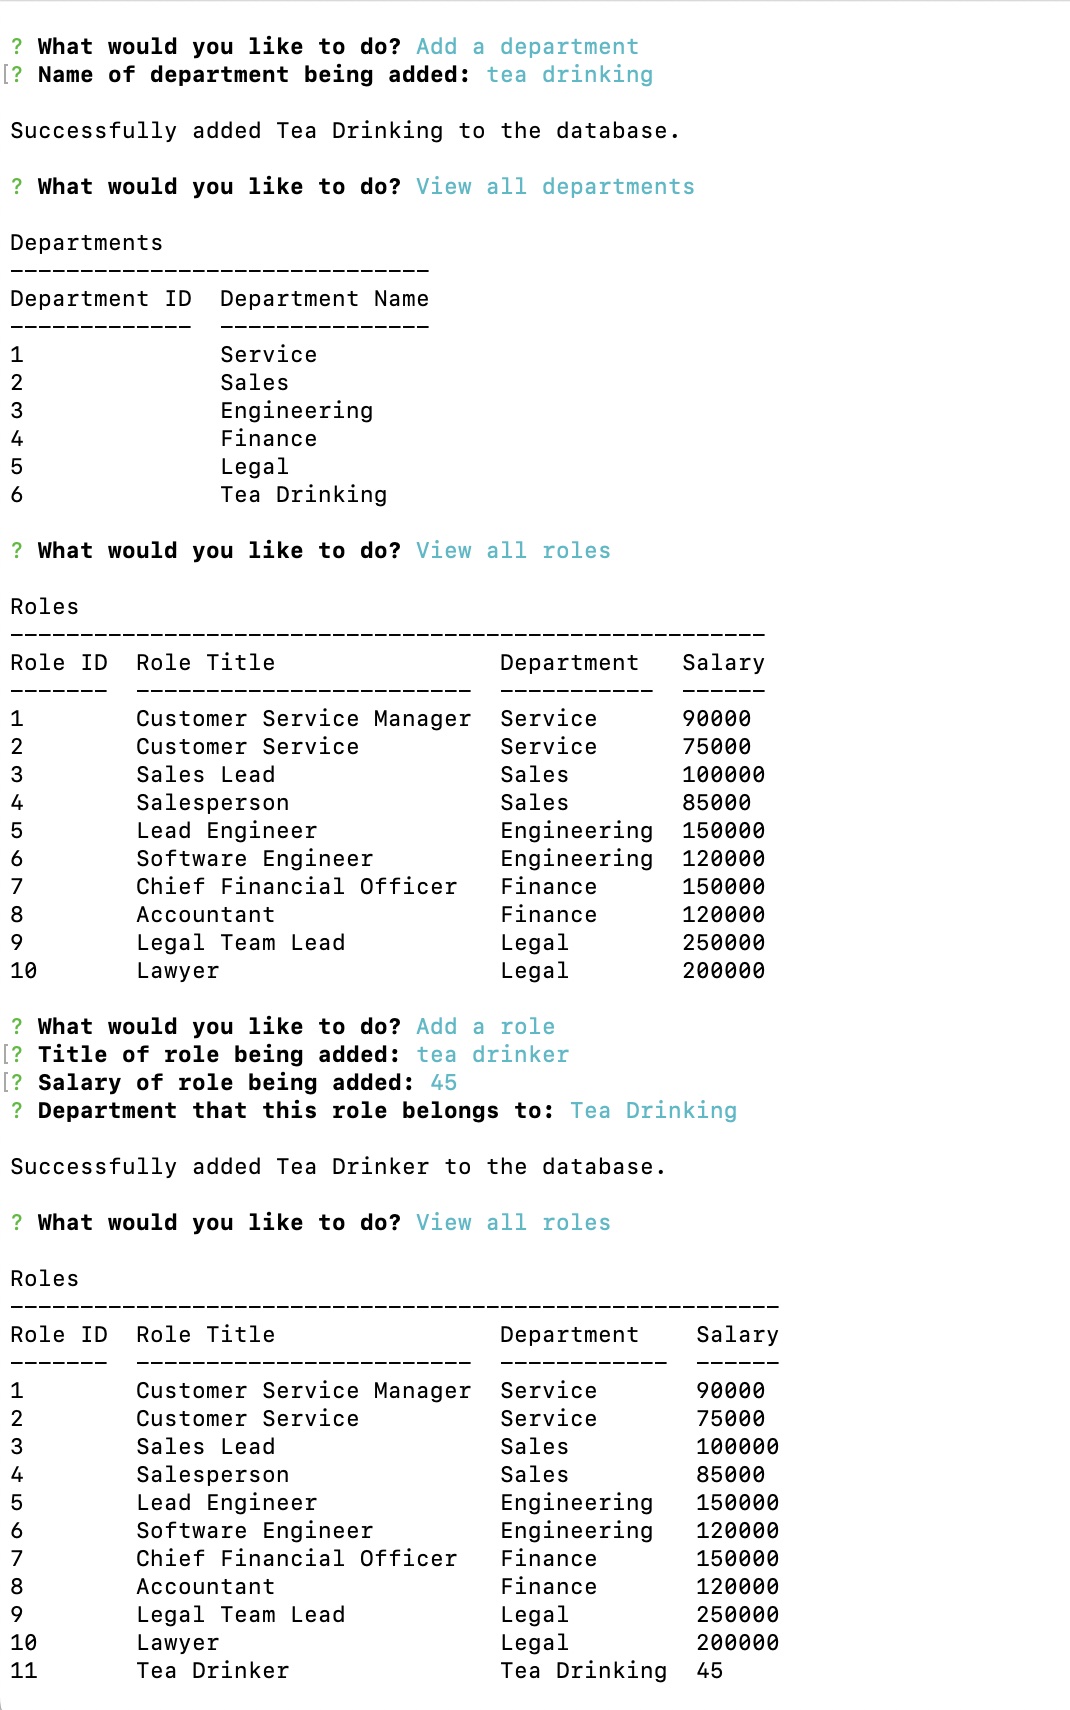 ? What would you like to do? Add a department
[? Name of department being added: tea drinking
Successfully added Tea Drinking to the database.
? What would you like to do? View all departments
Departments
------------------------------
Department ID  Department Name
-------------  ---------------
1              Service
2              Sales
3              Engineering
4              Finance
5              Legal
6              Tea Drinking
? What would you like to do? View all roles
Roles
------------------------------------------------------
Role ID  Role Title                Department   Salary
-------  ------------------------  -----------  ------
1        Customer Service Manager  Service      90000
2        Customer Service          Service      75000
3        Sales Lead                Sales        100000
4        Salesperson               Sales        85000
5        Lead Engineer             Engineering  150000
6        Software Engineer         Engineering  120000
7        Chief Financial Officer   Finance      150000
8        Accountant                Finance      120000
9        Legal Team Lead           Legal        250000
10       Lawyer                    Legal        200000
? What would you like to do? Add a role
[? Title of role being added: tea drinker
[? Salary of role being added: 45
? Department that this role belongs to: Tea Drinking
Successfully added Tea Drinker to the database.
? What would you like to do? View all roles
Roles
-------------------------------------------------------
Role ID  Role Title                Department    Salary
-------  ------------------------  ------------  ------
1        Customer Service Manager  Service       90000
2        Customer Service          Service       75000
3        Sales Lead                Sales         100000
4        Salesperson               Sales         85000
5        Lead Engineer             Engineering   150000
6        Software Engineer         Engineering   120000
7        Chief Financial Officer   Finance       150000
8        Accountant                Finance       120000
9        Legal Team Lead           Legal         250000
10       Lawyer                    Legal         200000
11       Tea Drinker               Tea Drinking  45